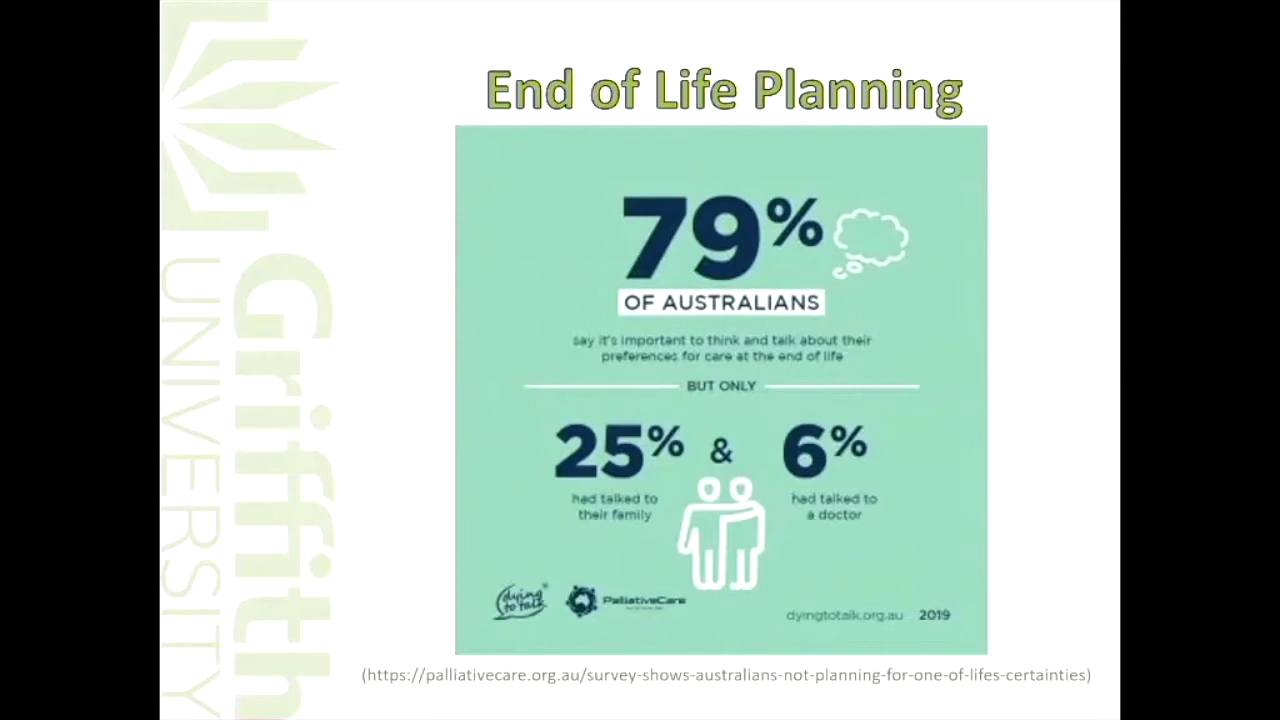 End of Life Planning
79%
OF AUSTRALIANS
say it's important to think and talk about their
preferences for care at the end of life
BUT ONLY
25% & 6%
had talked to
their family
had talked to
a doctor
dying
to talk
PalliativeCare
dyingtotalk.org.au 2019
(https://palliativecare.org.au/survey-shows-australians-not-planning-for-one-of-lifes-certainties)
Griffith
UNIVERSITY